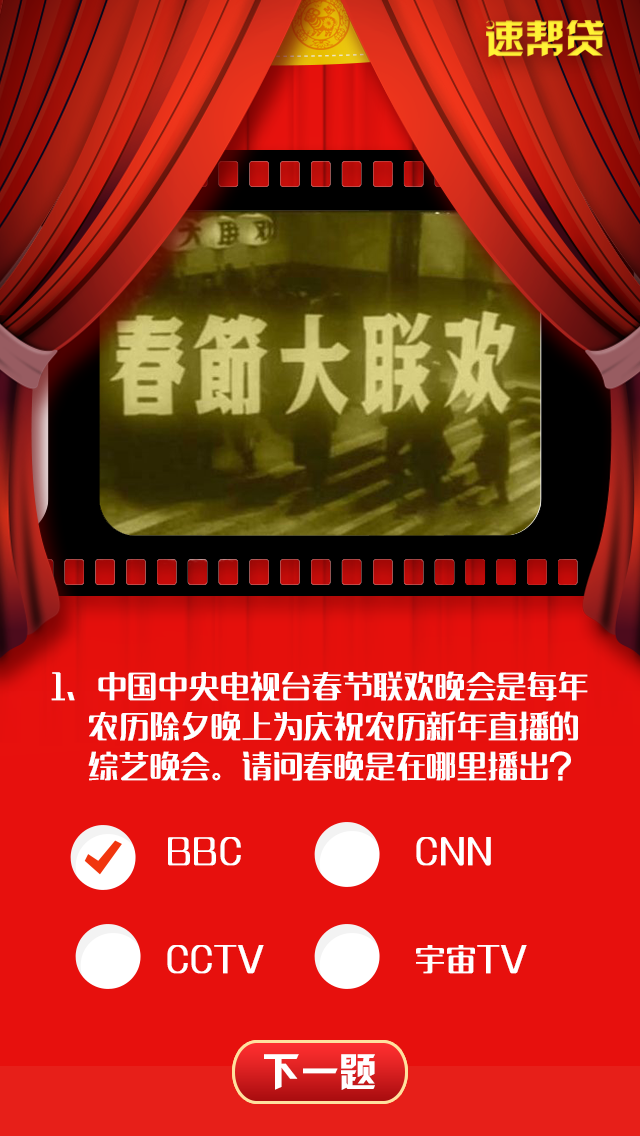 速帮贷
大联欢
春節大联欢
1、中国中央电视台春节联欢晚会是每年
农历除夕晚上为庆祝农历新年直播的
综艺晚会。请问春晚是在哪里播出?
BBC
CNN
CCTV
宇宙TV
下一题